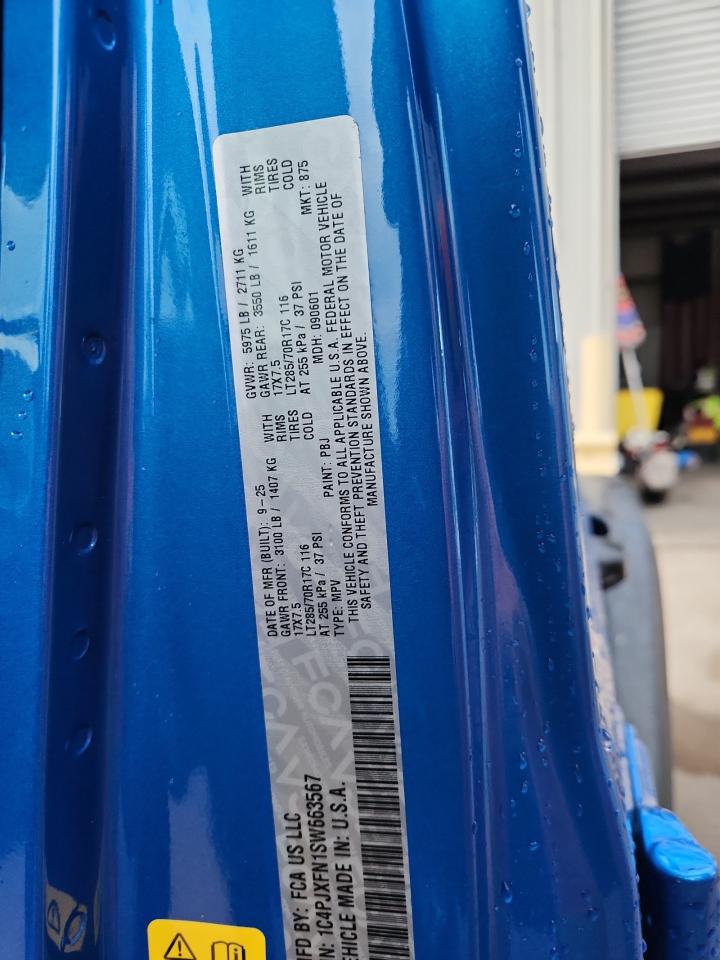 MFD BY: FCA US LLC
1C4PJXFN1SW663567
VEHICLE MADE IN: U.S.A.
DATE OF MFR (BUILT): 9-25
GAWR FRONT: 3100 LB / 1407 KG WITH
17X7.5 RIMS
LT285/70R17C 116 TIRES
AT 255 kPa / 37 PSI COLD
TYPE: MPV PAINT: PBJ
GVWR: 5975 LB / 2711 KG
GAWR REAR: 3550 LB / 1611 KG WITH
17X7.5 RIMS
LT285/70R17C 116 TIRES
AT 255 kPa / 37 PSI COLD
MDH: 090601 MKT: 875
THIS VEHICLE CONFORMS TO ALL APPLICABLE U.S.A. FEDERAL MOTOR VEHICLE
SAFETY AND THEFT PREVENTION STANDARDS IN EFFECT ON THE DATE OF
MANUFACTURE SHOWN ABOVE.